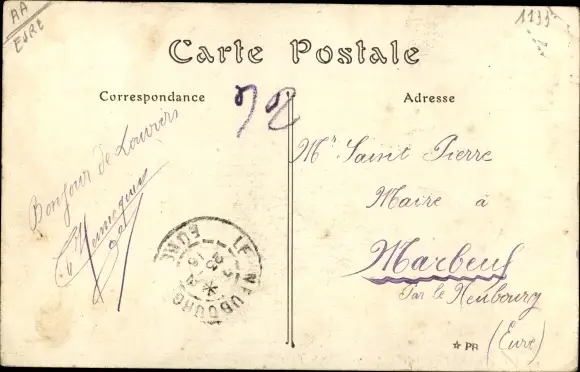 AA
EURE
1133
Carte Postale
Correspondance
Adresse
72
Bonjour de Louviers
Mr Saint Pierre
Maire à
Marbeuf
Par le Neubourg
(Eure)
LE NEUBOURG
EURE
☆ PR